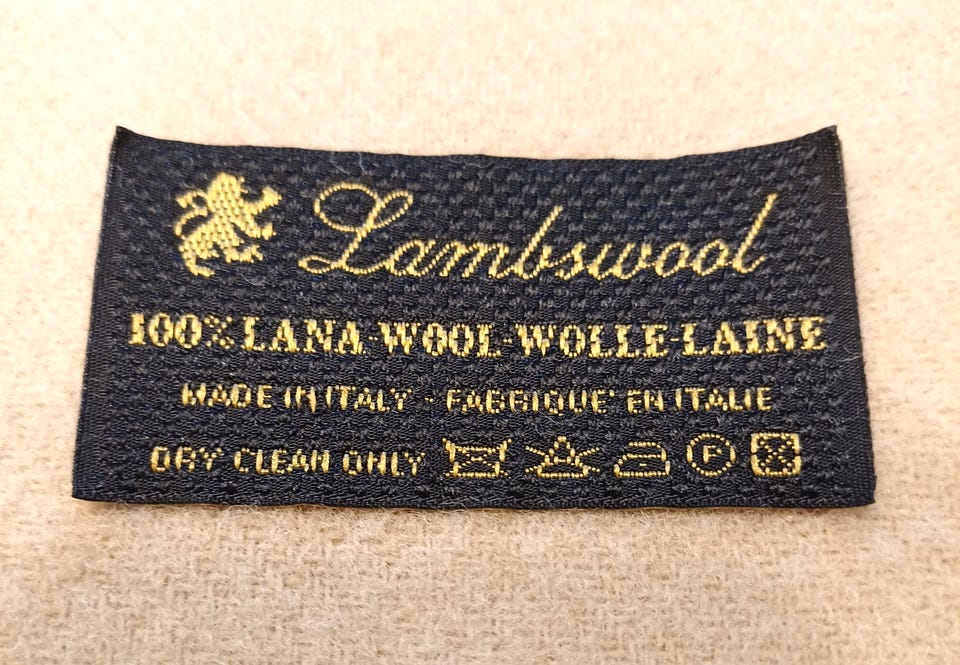 Lambswool
100% LANA-WOOL-WOLLE-LAINE
MADE IN ITALY - FABRIQUE' EN ITALIE
DRY CLEAN ONLY P